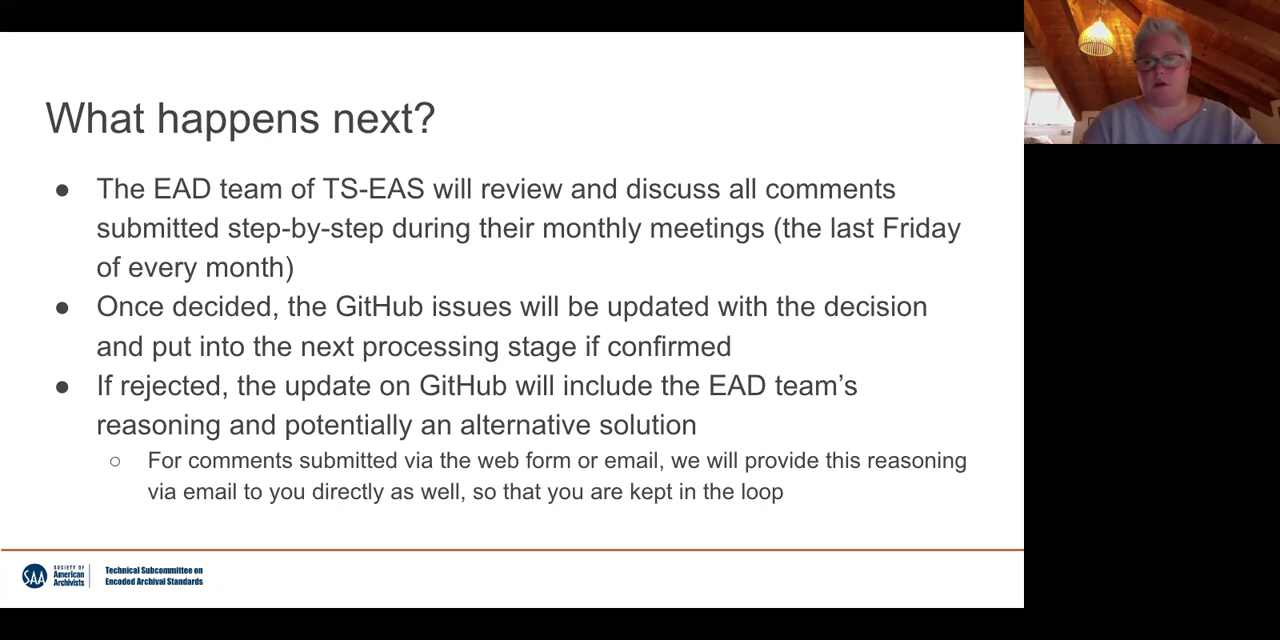 What happens next?
● The EAD team of TS-EAS will review and discuss all comments
submitted step-by-step during their monthly meetings (the last Friday
of every month)
● Once decided, the GitHub issues will be updated with the decision
and put into the next processing stage if confirmed
● If rejected, the update on GitHub will include the EAD team’s
reasoning and potentially an alternative solution
○ For comments submitted via the web form or email, we will provide this reasoning
via email to you directly as well, so that you are kept in the loop
SAA
SOCIETY OF
American
Archivists
Technical Subcommittee on
Encoded Archival Standards